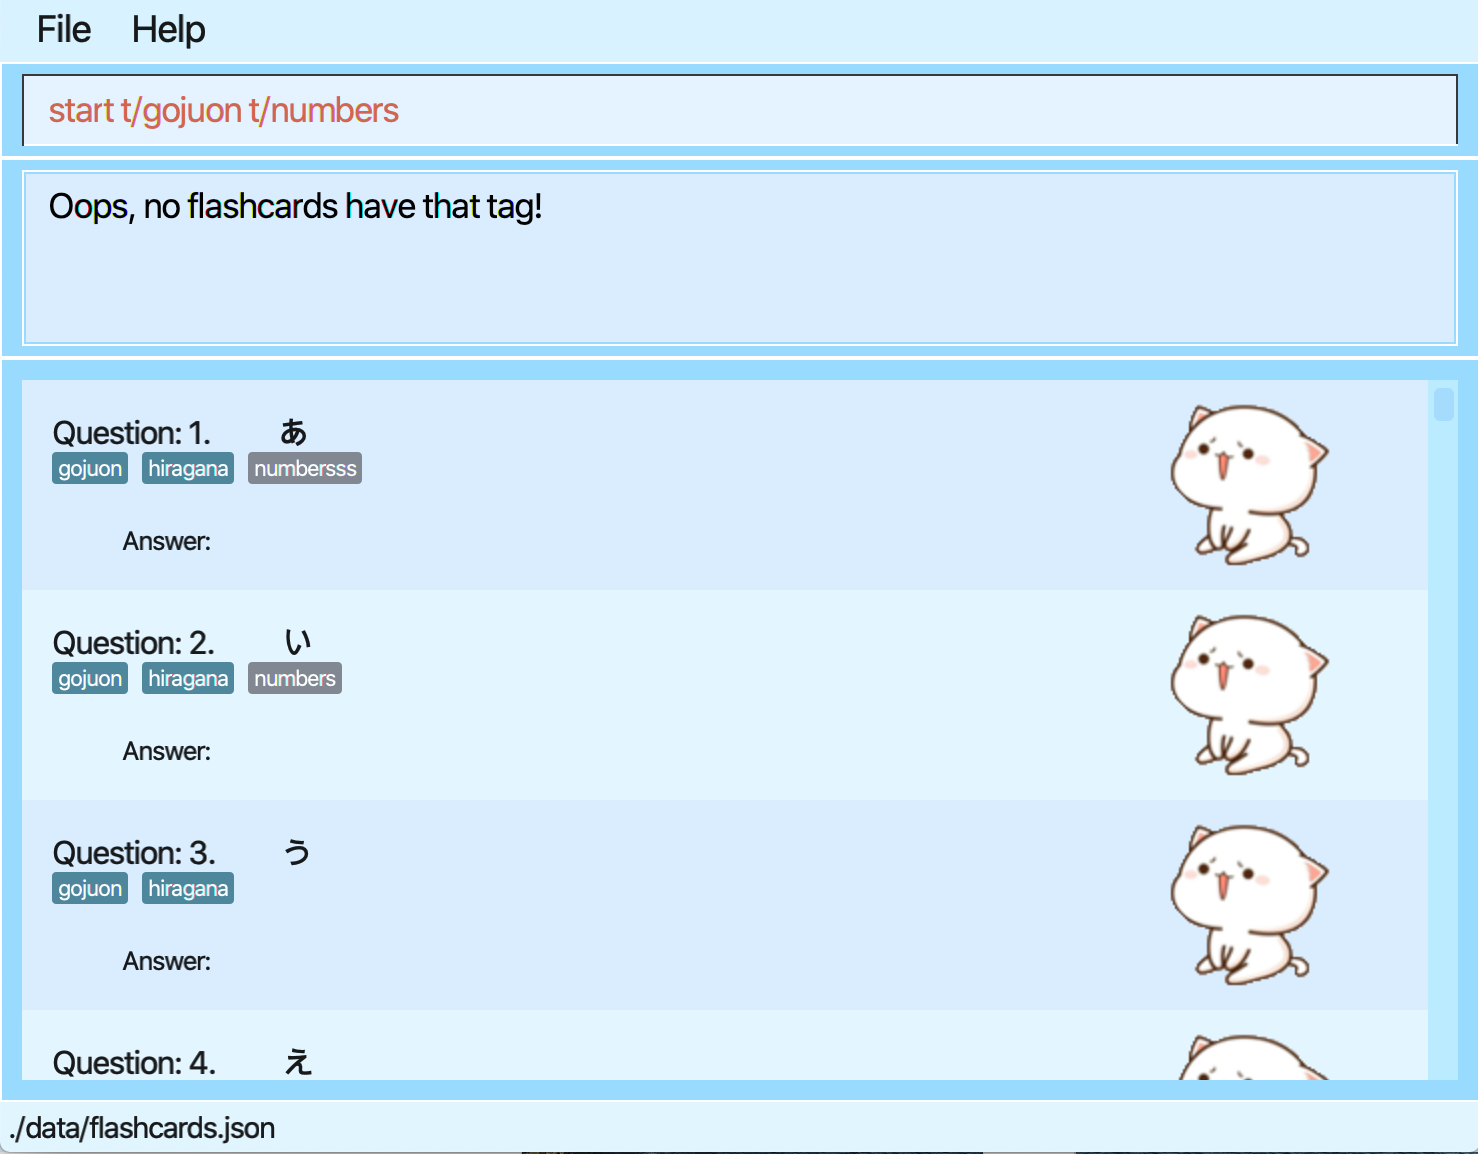 File Help
start t/gojuon t/numbers
Oops, no flashcards have that tag!
Question: 1. あ
gojuon hiragana numbersss
Answer:
Question: 2. い
gojuon hiragana numbers
Answer:
Question: 3. う
gojuon hiragana
Answer:
Question: 4. え
./data/flashcards.json